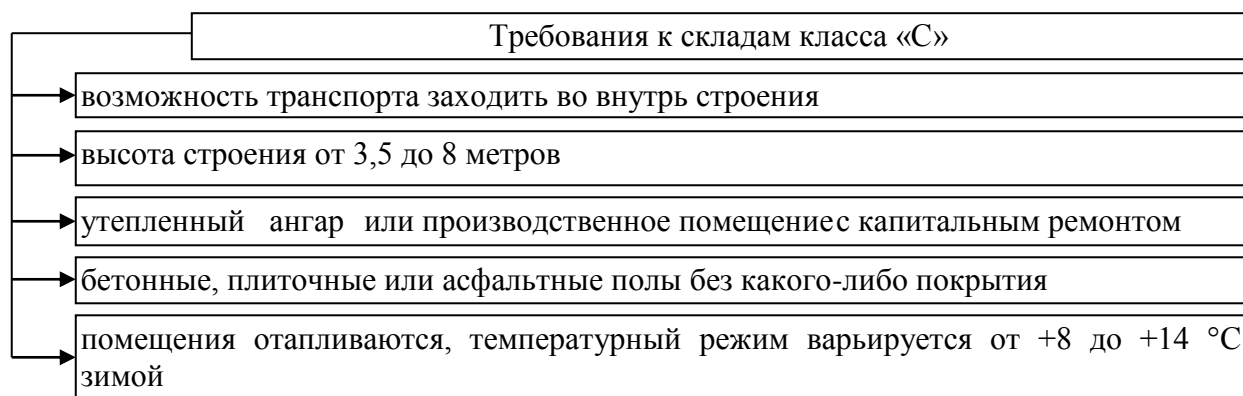 Требования к складам класса «С»
возможность транспорта заходить во внутрь строения
высота строения от 3,5 до 8 метров
утепленный ангар или производственное помещениес капитальным ремонтом
бетонные, плиточные или асфальтные полы без какого-либо покрытия
помещения отапливаются, температурный режим варьируется от +8 до +14 °С
зимой